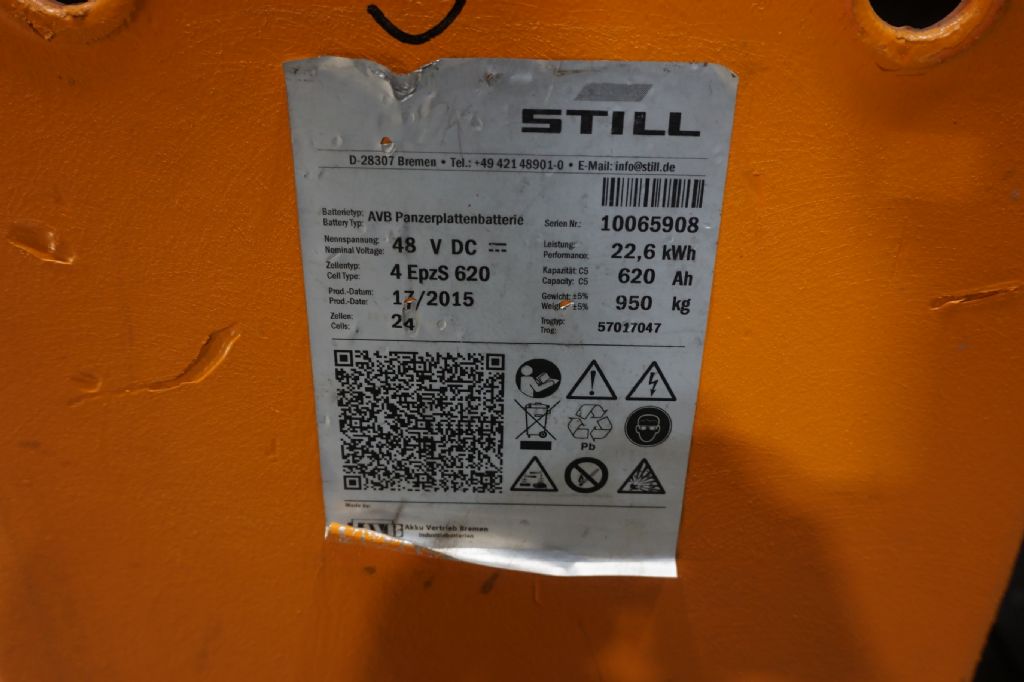 STILL
D-28307 Bremen • Tel.: +49 421 48901-0 • E-Mail: info@still.de
Batterietyp: AVB Panzerplattenbatterie
Battery Type:
Serien Nr.: 10065908
Nennspannung: 48 V DC
Nominal Voltage:
Leistung: 22,6 kWh
Performance:
Zellentyp: 4 EpzS 620
Cell Type:
Kapazität: C5 620 Ah
Capacity: C5
Prod.-Datum: 17/2015
Prod.-Date:
Gewicht: ±5% 950 kg
Weight: ±5%
Zellen: 24
Cells:
Trogtyp: 57017047
Trog:
Pb
Made by:
Akku Vertrieb Bremen
Industriebatterien